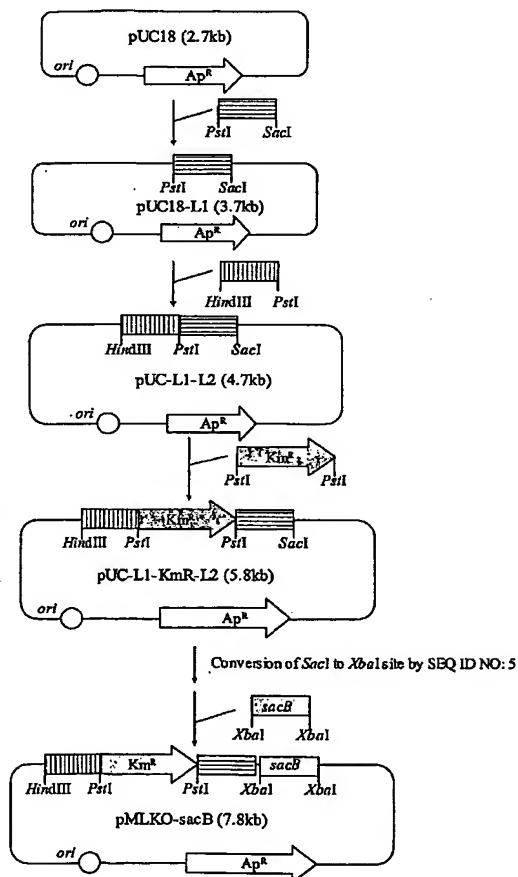 pUC18 (2.7kb)
ori
ApR
PstI SacI
PstI SacI
pUC18-L1 (3.7kb)
ori
ApR
HindIII PstI
HindIII PstI SacI
pUC-L1-L2 (4.7kb)
ori
ApR
KmR
PstI PstI
KmR
HindIII PstI PstI SacI
pUC-L1-KmR-L2 (5.8kb)
ori
ApR
Conversion of SacI to XbaI site by SEQ ID NO: 5
sacB
XbaI XbaI
KmR sacB
HindIII PstI PstI XbaI XbaI
pMLKO-sacB (7.8kb)
ori
ApR